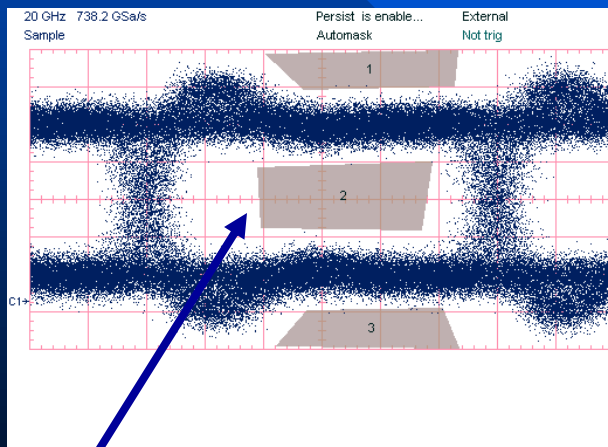 20 GHz 738.2 GSa/s Persist is enable... External
Sample Automask Not trig
1
2
C1→
3